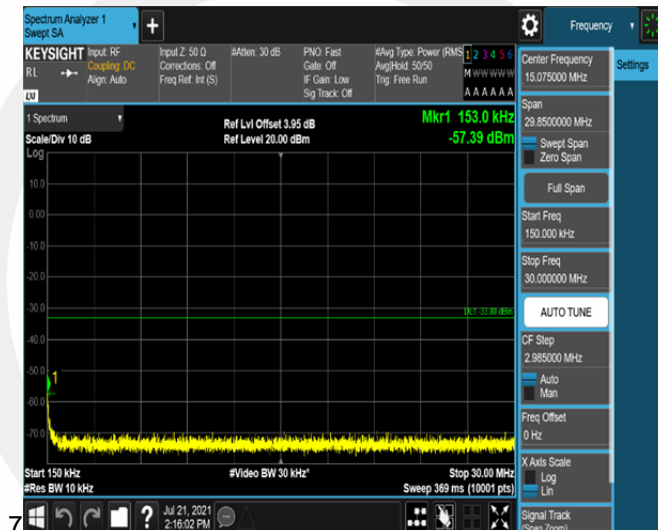 Spectrum Analyzer 1
Swept SA
Frequency
KEYSIGHT
Input: RF
Coupling: DC
Align: Auto
Input Z: 50 Ω
Corrections: Off
Freq Ref: Int (S)
#Atten: 30 dB
PNO: Fast
Gate: Off
IF Gain: Low
Sig Track: Off
#Avg Type: Power (RMS)
Avg|Hold: 50/50
Trig: Free Run
1 2 3 4 5 6
M W W W W W
A A A A A A
RL
LXI
1 Spectrum
Scale/Div 10 dB
Log
Ref Lvl Offset 3.95 dB
Ref Level 20.00 dBm
Mkr1 153.0 kHz
-57.39 dBm
10.0
0.00
-10.0
-20.0
-30.0
DL1 -33.00 dBm
-40.0
-50.0
1
-60.0
-70.0
Start 150 kHz
#Res BW 10 kHz
#Video BW 30 kHz*
Stop 30.00 MHz
Sweep 369 ms (10001 pts)
7
?
Jul 21, 2021
2:16:02 PM
Center Frequency
15.075000 MHz
Settings
Span
29.8500000 MHz
Swept Span
Zero Span
Full Span
Start Freq
150.000 kHz
Stop Freq
30.000000 MHz
AUTO TUNE
CF Step
2.985000 MHz
Auto
Man
Freq Offset
0 Hz
X Axis Scale
Log
Lin
Signal Track
(Span Zoom)